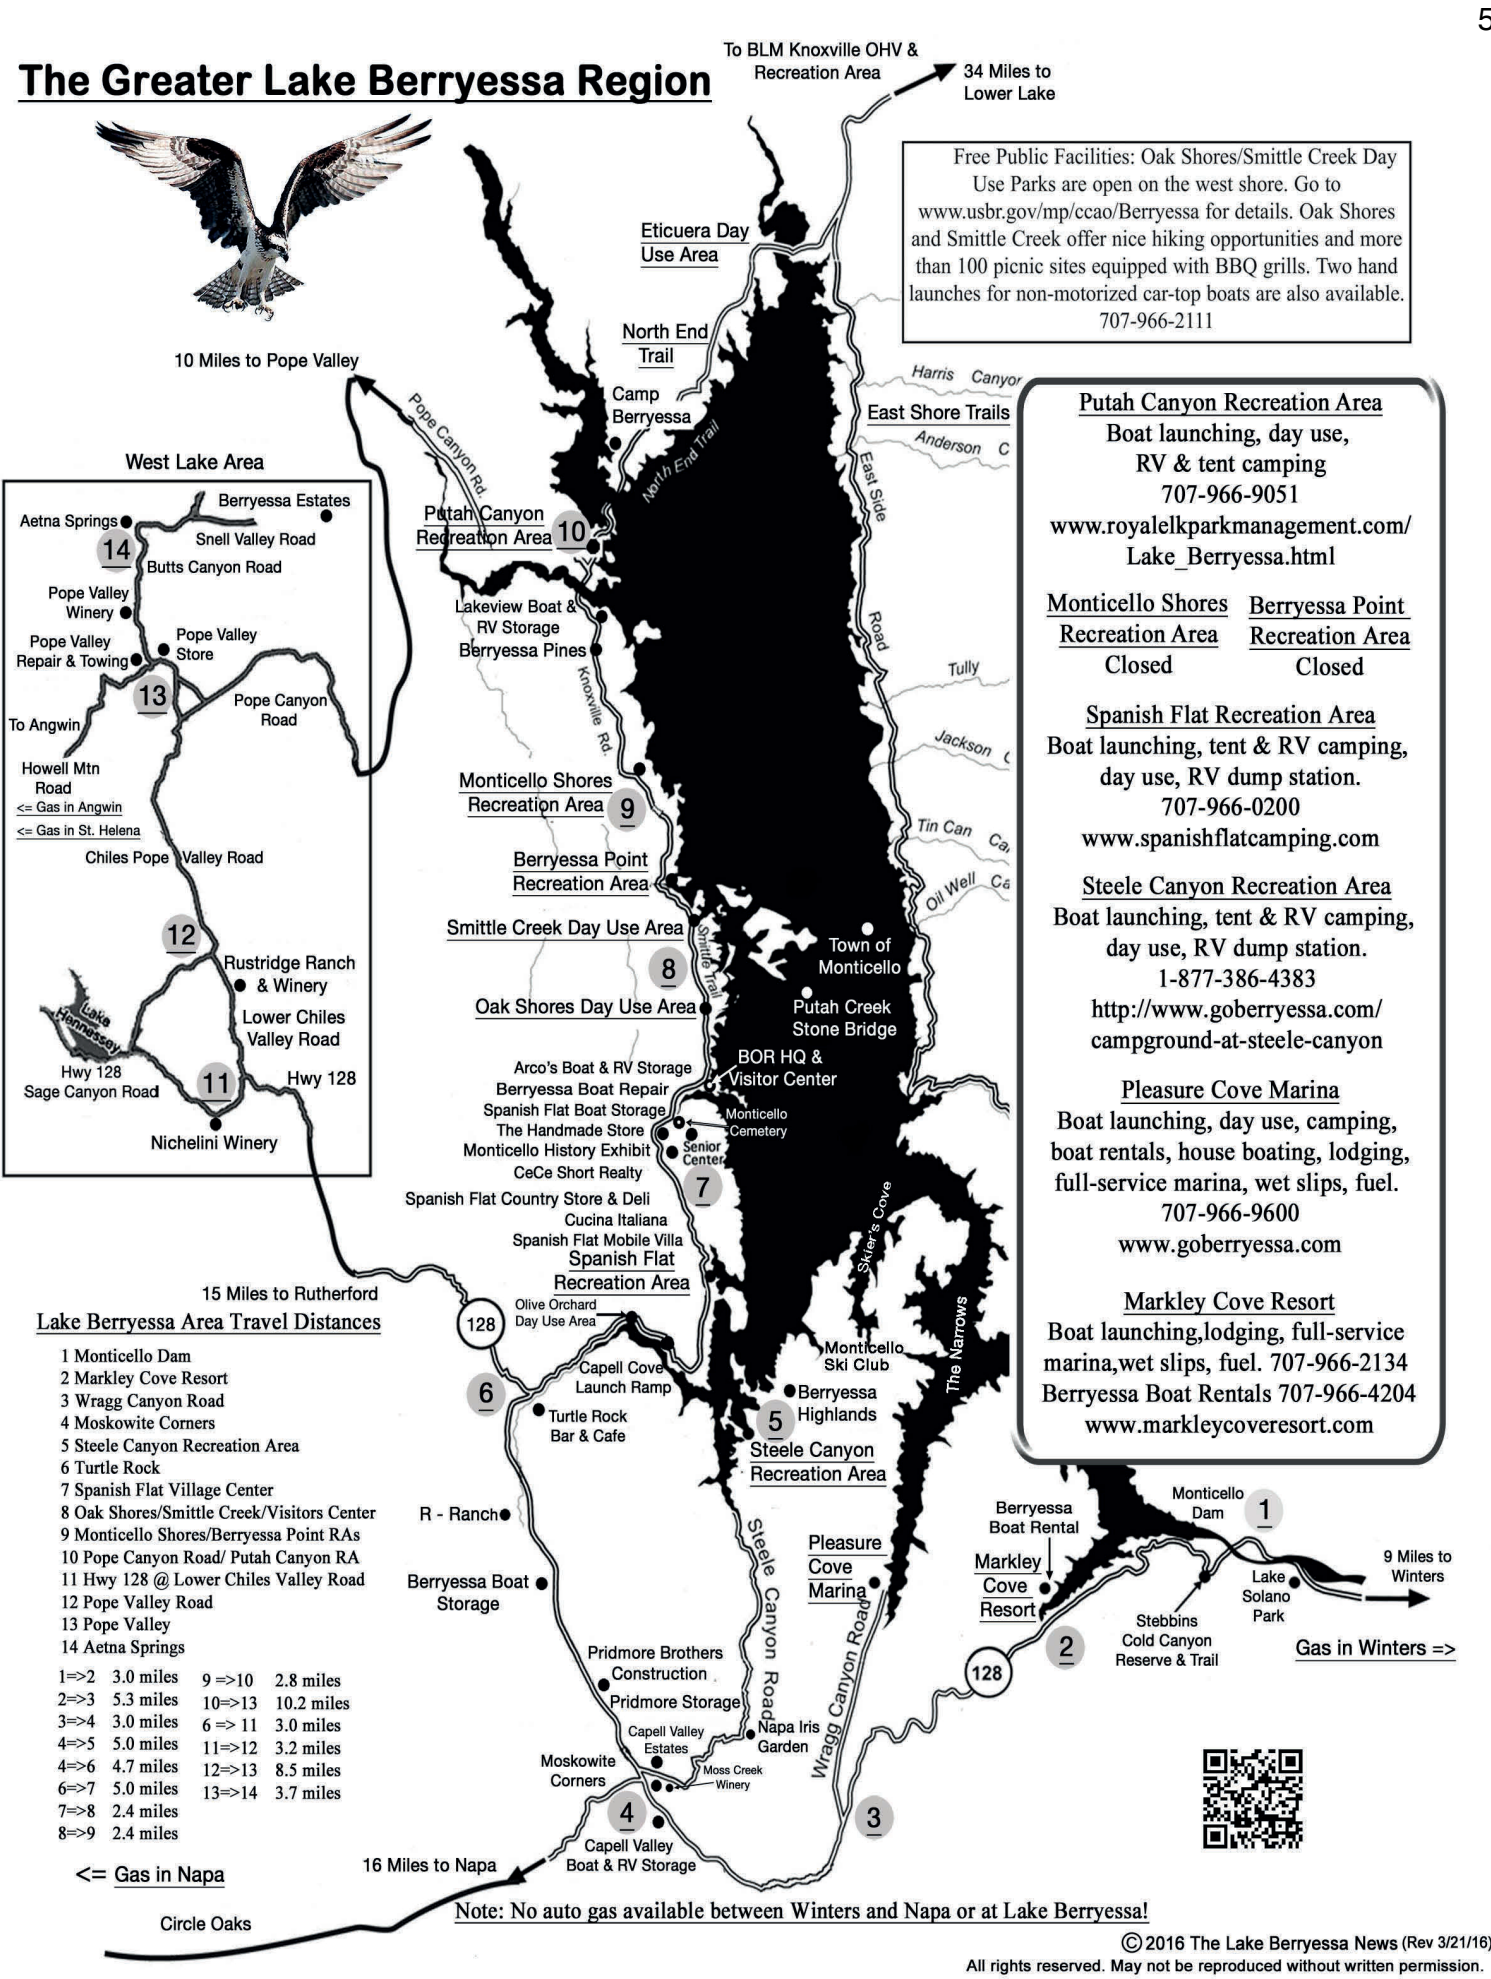 5
To BLM Knoxville OHV &
Recreation Area
34 Miles to
Lower Lake
The Greater Lake Berryessa Region
Free Public Facilities: Oak Shores/Smittle Creek Day
Use Parks are open on the west shore. Go to
www.usbr.gov/mp/ccao/Berryessa for details. Oak Shores
and Smittle Creek offer nice hiking opportunities and more
than 100 picnic sites equipped with BBQ grills. Two hand
launches for non-motorized car-top boats are also available.
707-966-2111
Eticuera Day
Use Area
North End
Trail
10 Miles to Pope Valley
Camp
Berryessa
Pope Canyon Rd.
North End Trail
Harris Canyon
East Shore Trails
Anderson C
East Side
Road
Putah Canyon
Recreation Area
10
Lakeview Boat &
RV Storage
Berryessa Pines
Knoxville Rd.
Tully
Jackson C
Monticello Shores
Recreation Area
9
Tin Can Ca
Berryessa Point
Recreation Area
Oil Well Ca
Smittle Creek Day Use Area
Smittle Trail
8
Town of
Monticello
Oak Shores Day Use Area
Putah Creek
Stone Bridge
BOR HQ &
Visitor Center
Arco's Boat & RV Storage
Berryessa Boat Repair
Spanish Flat Boat Storage
Monticello
Cemetery
The Handmade Store
Monticello History Exhibit
Senior
Center
CeCe Short Realty
7
Spanish Flat Country Store & Deli
Cucina Italiana
Spanish Flat Mobile Villa
Spanish Flat
Recreation Area
Skier's Cove
The Narrows
West Lake Area
Berryessa Estates
Aetna Springs
14
Snell Valley Road
Butts Canyon Road
Pope Valley
Winery
Pope Valley
Repair & Towing
Pope Valley
Store
13
Pope Canyon
Road
To Angwin
Howell Mtn
Road
<= Gas in Angwin
<= Gas in St. Helena
Chiles Pope Valley Road
12
Rustridge Ranch
& Winery
Lake
Hennessey
Lower Chiles
Valley Road
Hwy 128
Sage Canyon Road
11
Hwy 128
Nichelini Winery
Putah Canyon Recreation Area
Boat launching, day use,
RV & tent camping
707-966-9051
www.royalelkparkmanagement.com/
Lake_Berryessa.html
Monticello Shores
Recreation Area
Closed
Berryessa Point
Recreation Area
Closed
Spanish Flat Recreation Area
Boat launching, tent & RV camping,
day use, RV dump station.
707-966-0200
www.spanishflatcamping.com
Steele Canyon Recreation Area
Boat launching, tent & RV camping,
day use, RV dump station.
1-877-386-4383
http://www.goberryessa.com/
campground-at-steele-canyon
Pleasure Cove Marina
Boat launching, day use, camping,
boat rentals, house boating, lodging,
full-service marina, wet slips, fuel.
707-966-9600
www.goberryessa.com
Markley Cove Resort
Boat launching,lodging, full-service
marina,wet slips, fuel. 707-966-2134
Berryessa Boat Rentals 707-966-4204
www.markleycoveresort.com
15 Miles to Rutherford
128
Olive Orchard
Day Use Area
Capell Cove
Launch Ramp
6
Turtle Rock
Bar & Cafe
Monticello
Ski Club
Berryessa
Highlands
5
Steele Canyon
Recreation Area
R - Ranch
Berryessa Boat
Storage
Steele Canyon Road
Pleasure
Cove
Marina
Wragg Canyon Road
Berryessa
Boat Rental
Markley
Cove
Resort
Monticello
Dam
1
9 Miles to
Winters
Lake
Solano
Park
Stebbins
Cold Canyon
Reserve & Trail
2
128
Gas in Winters =>
Pridmore Brothers
Construction
Pridmore Storage
Capell Valley
Estates
Napa Iris
Garden
Moskowite
Corners
Moss Creek
Winery
4
3
Capell Valley
Boat & RV Storage
16 Miles to Napa
Lake Berryessa Area Travel Distances
1 Monticello Dam
2 Markley Cove Resort
3 Wragg Canyon Road
4 Moskowite Corners
5 Steele Canyon Recreation Area
6 Turtle Rock
7 Spanish Flat Village Center
8 Oak Shores/Smittle Creek/Visitors Center
9 Monticello Shores/Berryessa Point RAs
10 Pope Canyon Road/ Putah Canyon RA
11 Hwy 128 @ Lower Chiles Valley Road
12 Pope Valley Road
13 Pope Valley
14 Aetna Springs
1=>2 3.0 miles
2=>3 5.3 miles
3=>4 3.0 miles
4=>5 5.0 miles
4=>6 4.7 miles
6=>7 5.0 miles
7=>8 2.4 miles
8=>9 2.4 miles
9 =>10 2.8 miles
10=>13 10.2 miles
6 => 11 3.0 miles
11=>12 3.2 miles
12=>13 8.5 miles
13=>14 3.7 miles
<= Gas in Napa
Circle Oaks
Note: No auto gas available between Winters and Napa or at Lake Berryessa!
© 2016 The Lake Berryessa News (Rev 3/21/16)
All rights reserved. May not be reproduced without written permission.